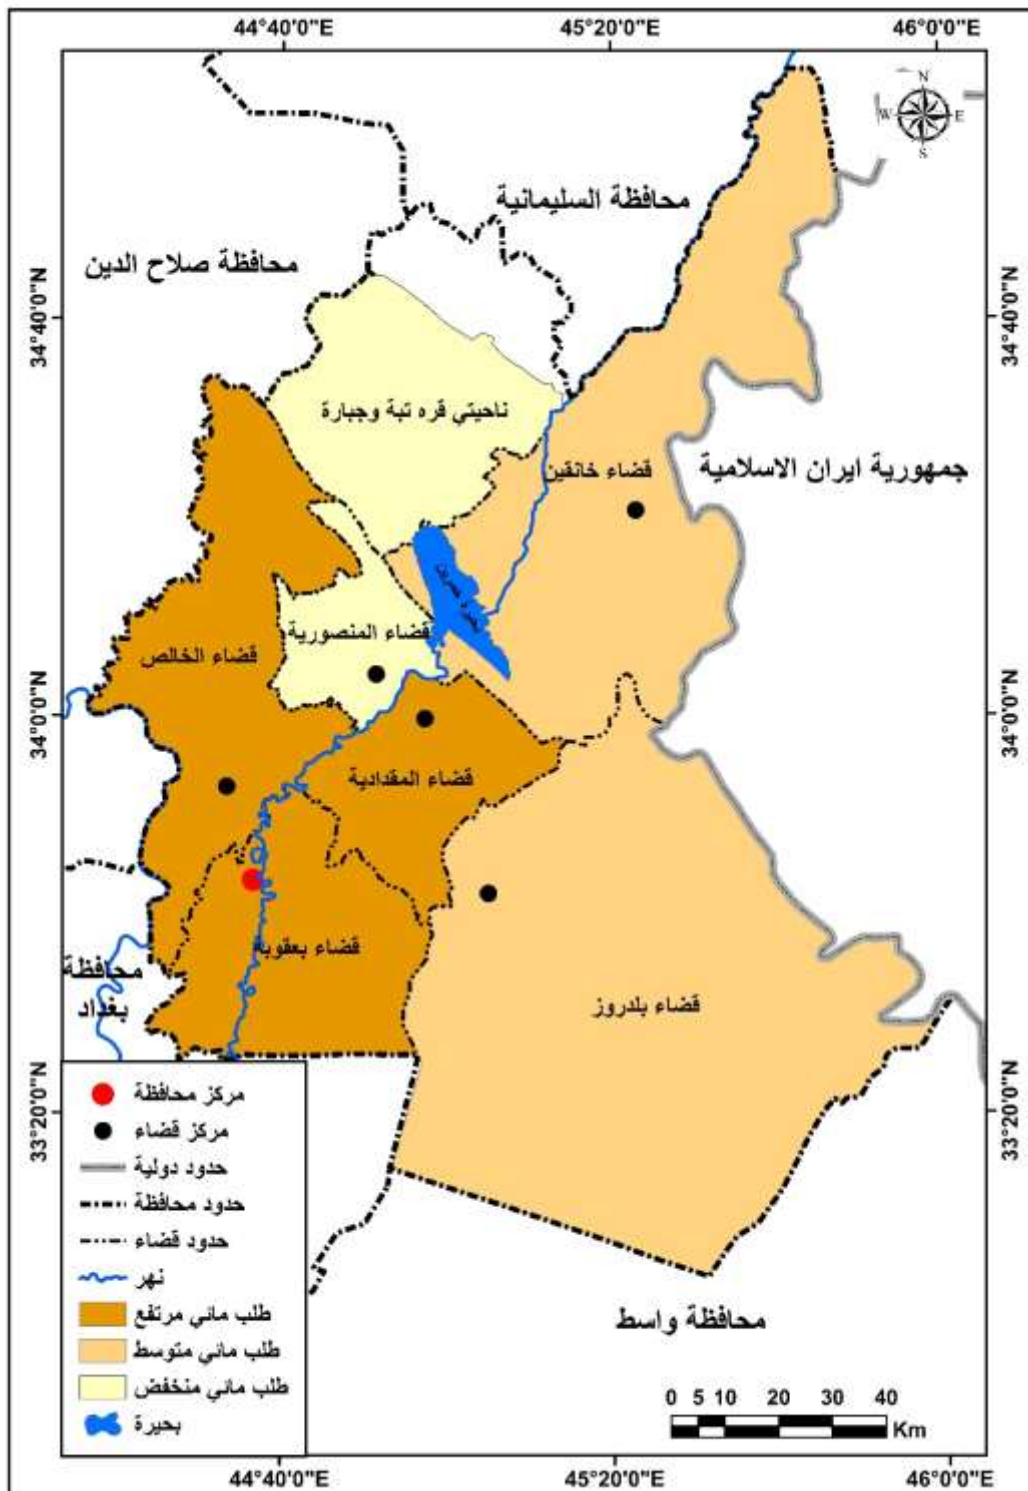 44°40'0"E
45°20'0"E
46°0'0"E
N
W
E
S
محافظة السليمانية
محافظة صلاح الدين
34°40'0"N
34°40'0"N
ناحيتي قره تبة وجبارة
قضاء خانقين
جمهورية ايران الاسلامية
قضاء المنصورية
قضاء الخالص
34°0'0"N
34°0'0"N
قضاء المقدادية
قضاء بعقوبة
محافظة
بغداد
قضاء بلدروز
33°20'0"N
33°20'0"N
مركز محافظة
مركز قضاء
حدود دولية
حدود محافظة
حدود قضاء
نهر
طلب مائي مرتفع
طلب مائي متوسط
طلب مائي منخفض
بحيرة
محافظة واسط
0 5 10 20 30 40
Km
44°40'0"E
45°20'0"E
46°0'0"E